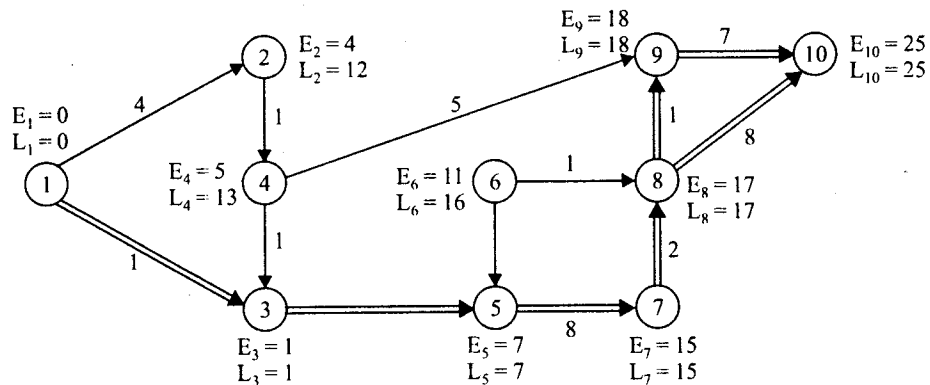 E₉ = 18
L₉ = 18
9
7
10
E₁₀ = 25
L₁₀ = 25
2
E₂ = 4
L₂ = 12
4
5
1
1
8
E₁ = 0
L₁ = 0
1
E₄ = 5
L₄ = 13
4
E₆ = 11
L₆ = 16
6
1
8
E₈ = 17
L₈ = 17
1
1
2
3
5
8
7
E₃ = 1
L₃ = 1
E₅ = 7
L₅ = 7
E₇ = 15
L₇ = 15